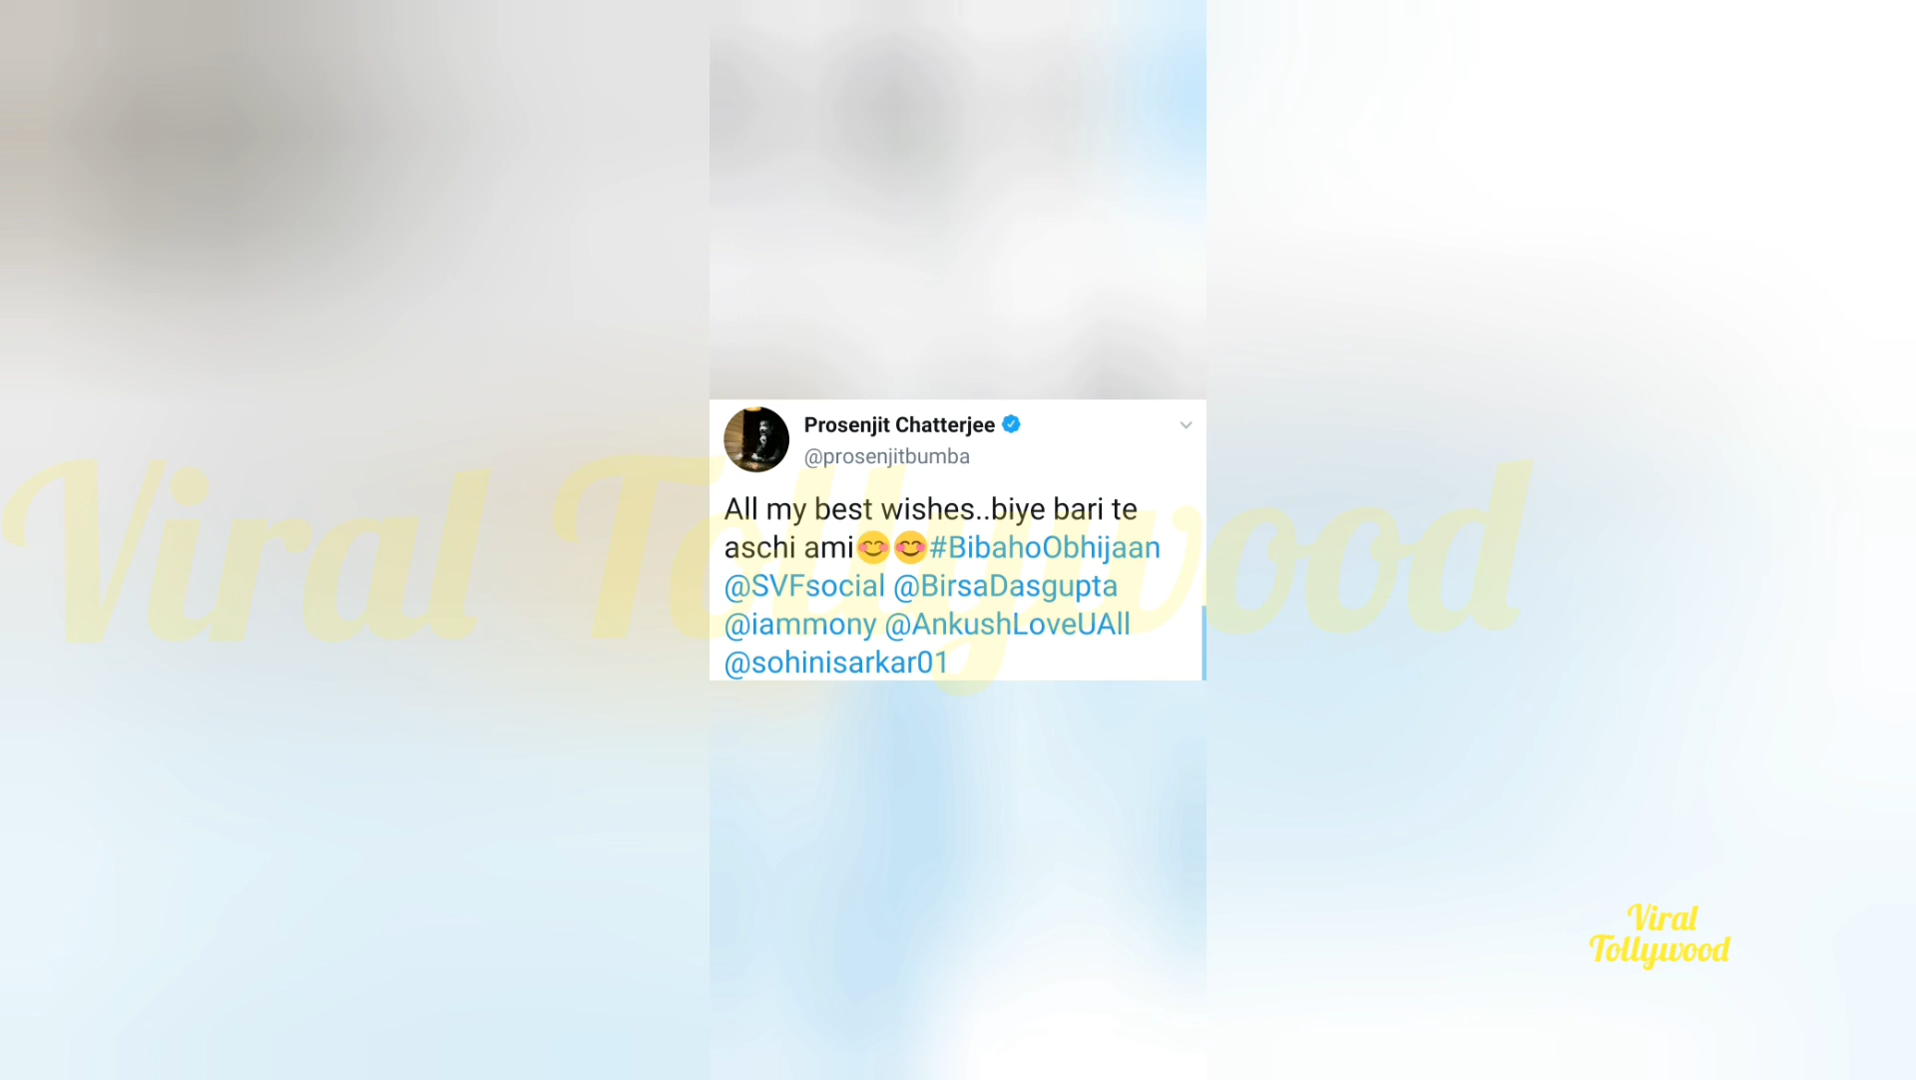 Prosenjit Chatterjee
@prosenjitbumba
All my best wishes..biye bari te
aschi ami😊😊#BibahoObhijaan
@SVFsocial @BirsaDasgupta
@iammony @AnkushLoveUAll
@sohinisarkar01
Viral Tollywood
Viral
Tollywood